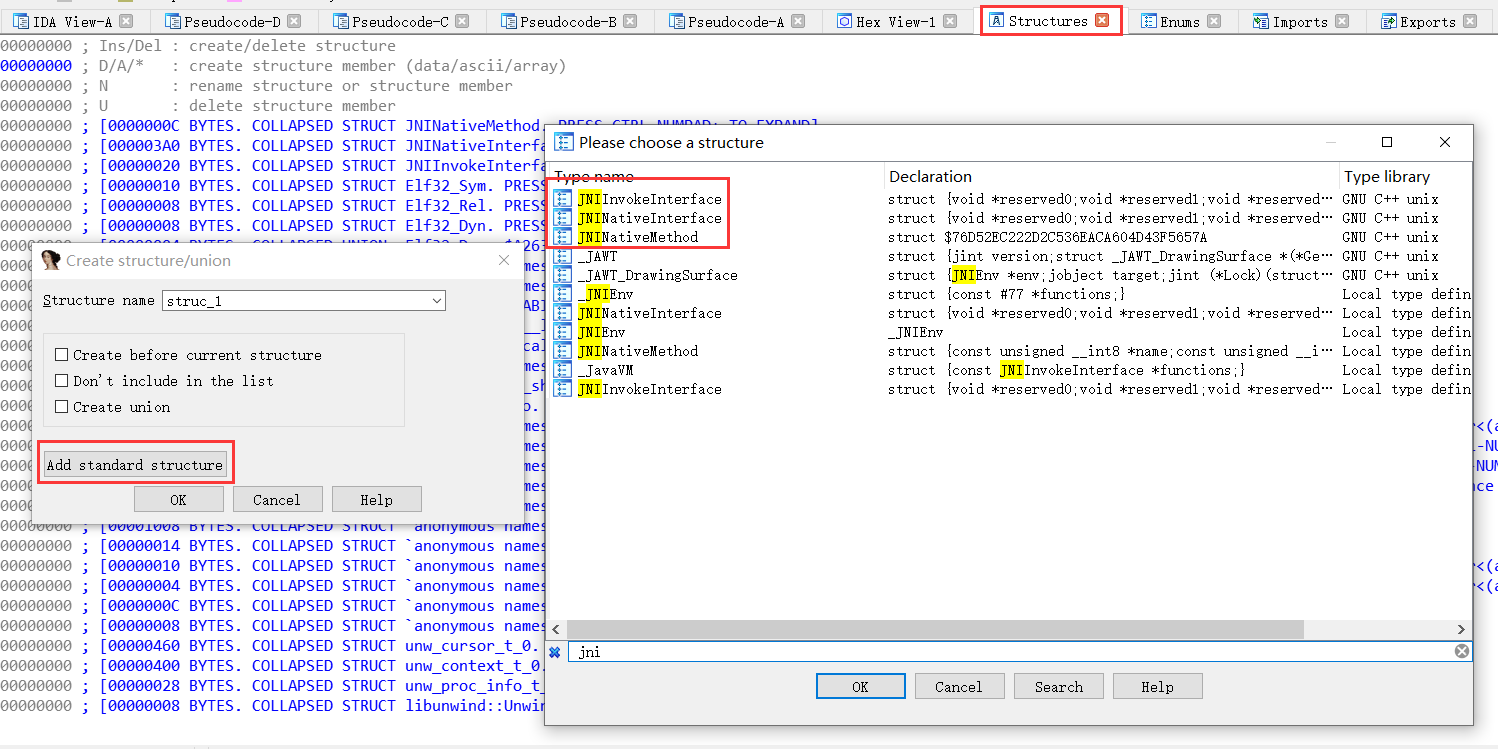 IDA View-A Pseudocode-D Pseudocode-C Pseudocode-B Pseudocode-A Hex View-1 Structures Enums Imports Exports
00000000 ; Ins/Del : create/delete structure
00000000 ; D/A/* : create structure member (data/ascii/array)
00000000 ; N : rename structure or structure member
00000000 ; U : delete structure member
00000000 ; [0000000C BYTES. COLLAPSED STRUCT JNINativeMethod. PRESS CTRL-NUMPAD+ TO EXPAND]
00000000 ; [000003A0 BYTES. COLLAPSED STRUCT JNINativeInterfa
00000000 ; [00000020 BYTES. COLLAPSED STRUCT JNIInvokeInterfa
00000000 ; [00000010 BYTES. COLLAPSED STRUCT Elf32_Sym. PRESS
00000000 ; [00000008 BYTES. COLLAPSED STRUCT Elf32_Rel. PRESS
00000000 ; [00000008 BYTES. COLLAPSED STRUCT Elf32_Dyn. PRESS
Create structure/union
Structure name struc_1
Create before current structure
Don't include in the list
Create union
Add standard structure
OK Cancel Help
00000000 ; [00001008 BYTES. COLLAPSED STRUCT `anonymous names
00000000 ; [00000014 BYTES. COLLAPSED STRUCT `anonymous names
00000000 ; [00000010 BYTES. COLLAPSED STRUCT `anonymous names
00000000 ; [00000004 BYTES. COLLAPSED STRUCT `anonymous names
00000000 ; [0000000C BYTES. COLLAPSED STRUCT `anonymous names
00000000 ; [00000008 BYTES. COLLAPSED STRUCT `anonymous names
00000000 ; [00000460 BYTES. COLLAPSED STRUCT unw_cursor_t_0.
00000000 ; [00000400 BYTES. COLLAPSED STRUCT unw_context_t_0.
00000000 ; [00000028 BYTES. COLLAPSED STRUCT unw_proc_info_t_
00000000 ; [00000008 BYTES. COLLAPSED STRUCT libunwind::Unwin
Please choose a structure
Type name Declaration Type library
JNIInvokeInterface struct {void *reserved0;void *reserved1;void *reserved… GNU C++ unix
JNINativeInterface struct {void *reserved0;void *reserved1;void *reserved… GNU C++ unix
JNINativeMethod struct $76D52EC222D2C536EACA604D43F5657A GNU C++ unix
_JAWT struct {jint version;struct _JAWT_DrawingSurface *(*Ge… GNU C++ unix
_JAWT_DrawingSurface struct {JNIEnv *env;jobject target;jint (*Lock)(struct… GNU C++ unix
_JNIEnv struct {const #77 *functions;} Local type defin
JNINativeInterface struct {void *reserved0;void *reserved1;void *reserved… Local type defin
JNIEnv _JNIEnv Local type defin
JNINativeMethod struct {const unsigned __int8 *name;const unsigned __i… Local type defin
_JavaVM struct {const JNIInvokeInterface *functions;} Local type defin
JNIInvokeInterface struct {void *reserved0;void *reserved1;void *reserved… Local type defin
jni
OK Cancel Search Help